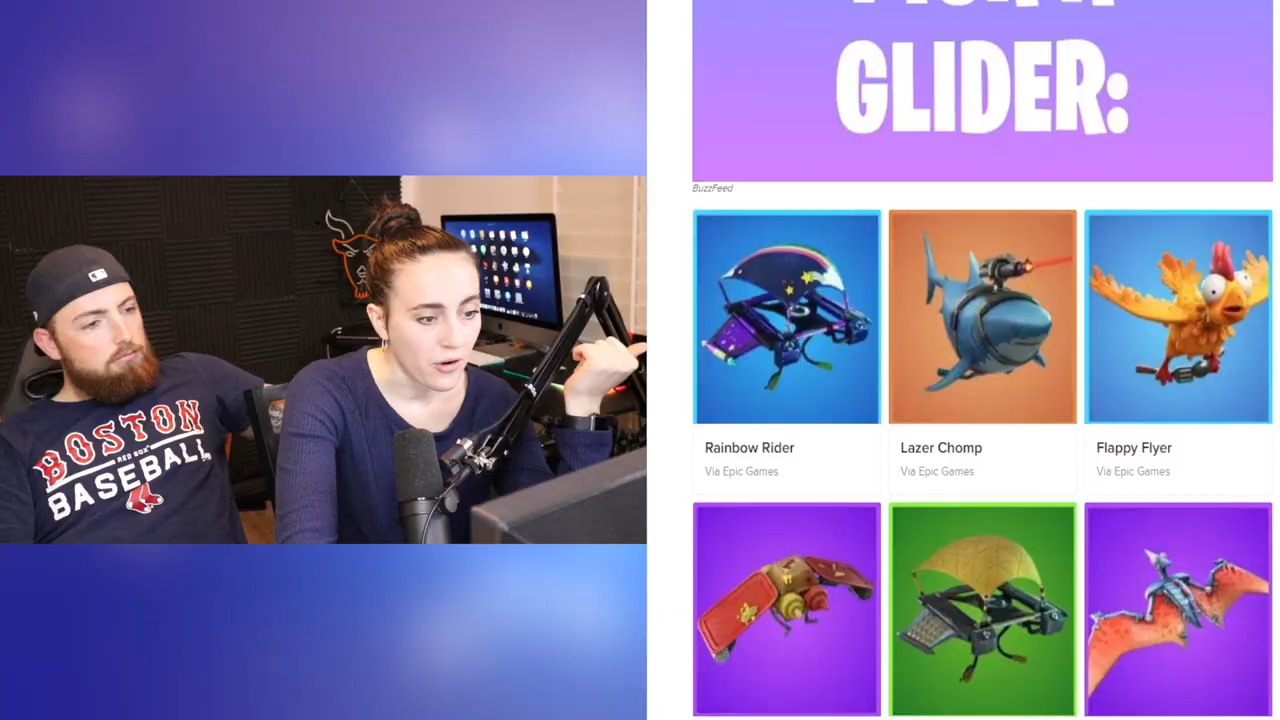 GLIDER:
BuzzFeed
Rainbow Rider
Via Epic Games
Lazer Chomp
Via Epic Games
Flappy Flyer
Via Epic Games
BOSTON
RED SOX
BASEBALL